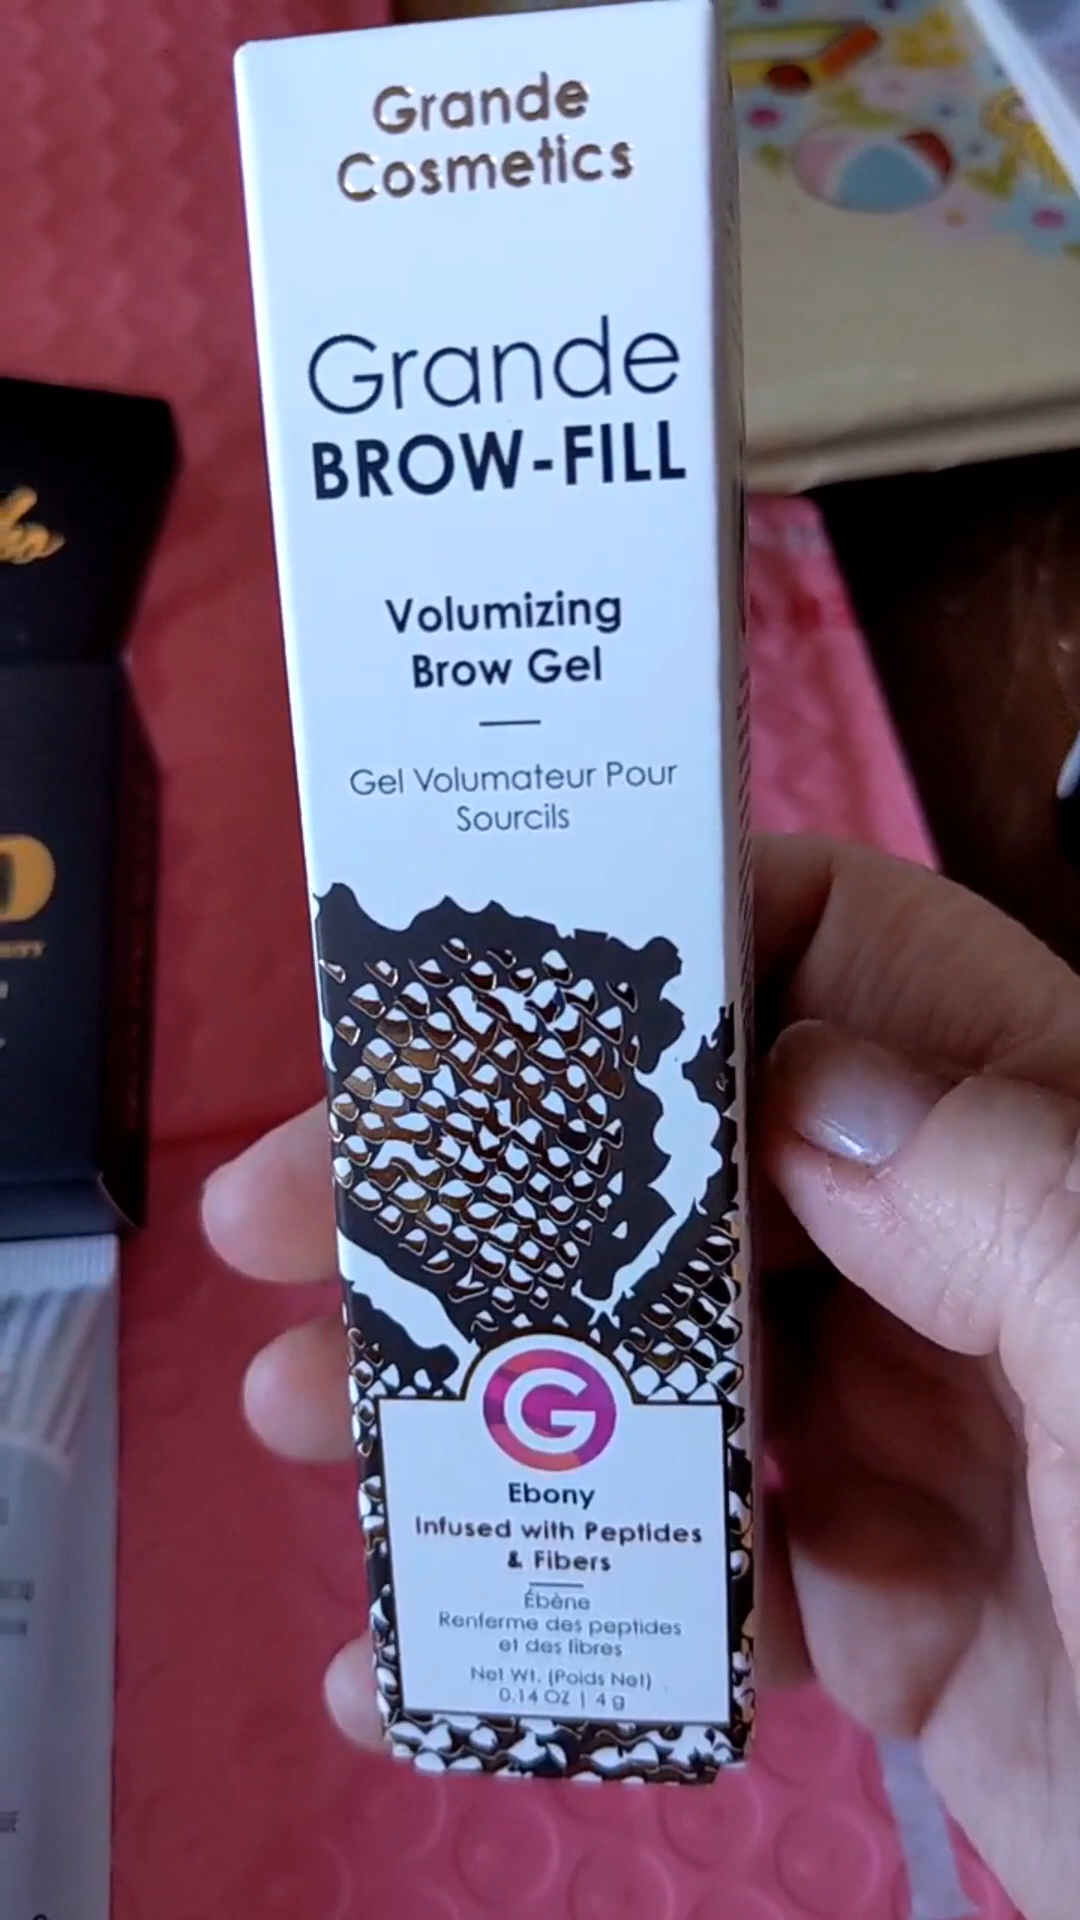 Grande
Cosmetics
Grande
BROW-FILL
Volumizing
Brow Gel
Gel Volumateur Pour
Sourcils
G
Ebony
Infused with Peptides
& Fibers
Ébène
Renferme des peptides
et des fibres
Net Wt. (Poids Net)
0.14 OZ | 4 g